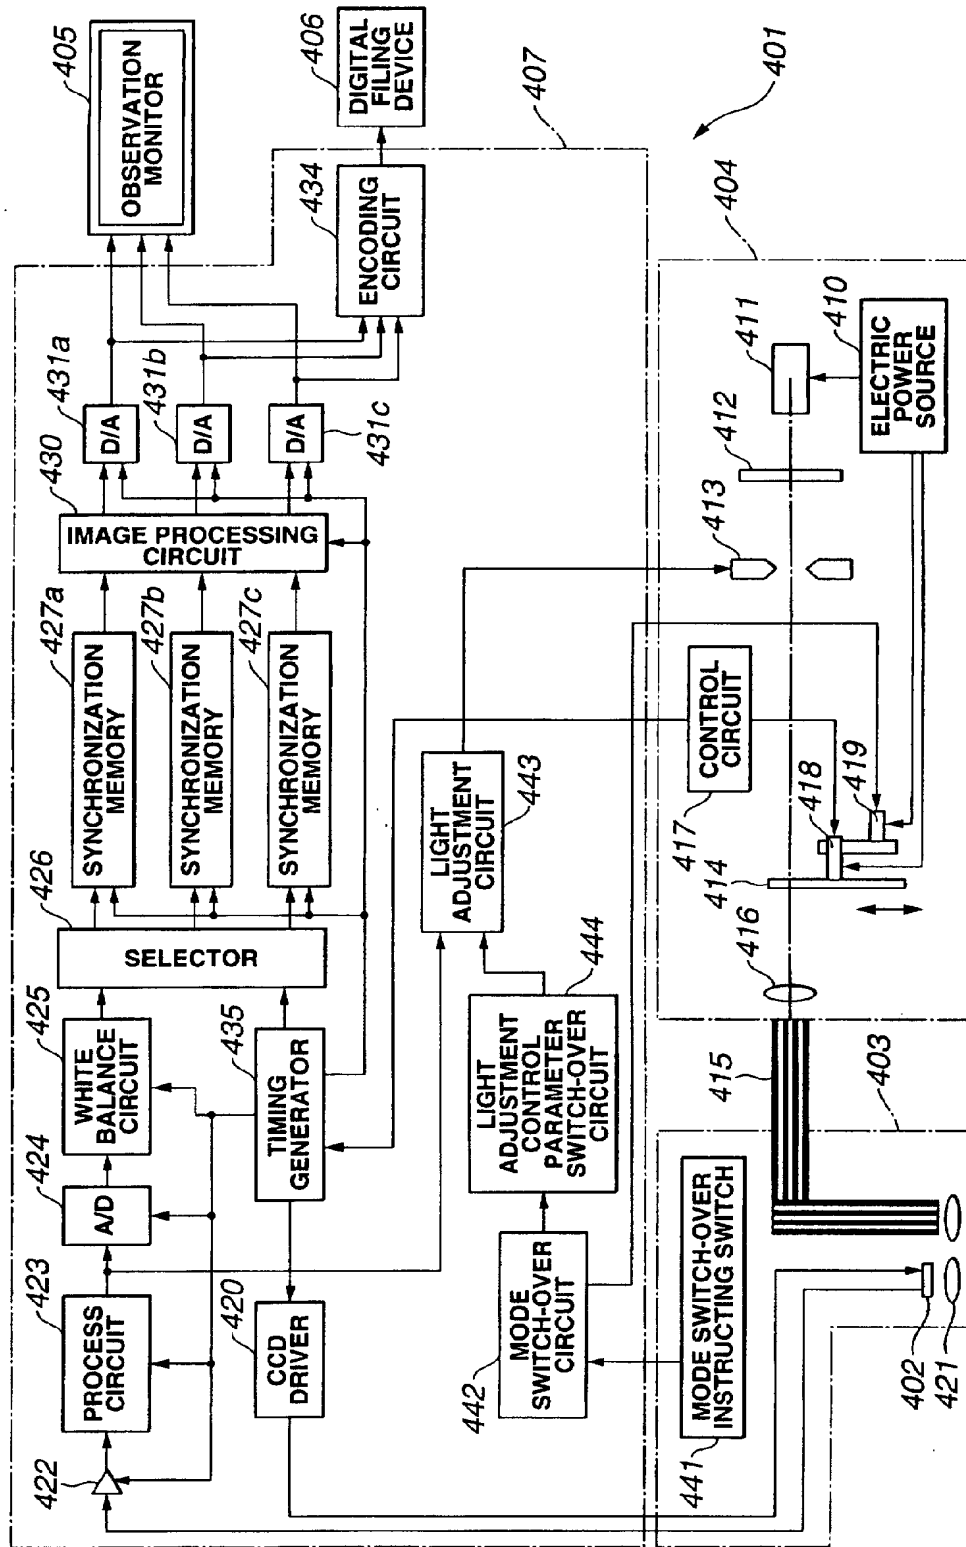 405
OBSERVATION
MONITOR
406
DIGITAL
FILING
DEVICE
407
401
431a
D/A
431b
D/A
431c
D/A
434
ENCODING
CIRCUIT
430
IMAGE PROCESSING
CIRCUIT
427a
SYNCHRONIZATION
MEMORY
427b
SYNCHRONIZATION
MEMORY
427c
SYNCHRONIZATION
MEMORY
426
SELECTOR
425
WHITE
BALANCE
CIRCUIT
424
A/D
423
PROCESS
CIRCUIT
422
435
TIMING
GENERATOR
420
CCD
DRIVER
443
LIGHT
ADJUSTMENT
CIRCUIT
444
LIGHT
ADJUSTMENT
CONTROL
PARAMETER
SWITCH-OVER
CIRCUIT
442
MODE
SWITCH-OVER
CIRCUIT
441
MODE SWITCH-OVER
INSTRUCTING SWITCH
404
410
ELECTRIC
POWER
SOURCE
411
412
413
417
CONTROL
CIRCUIT
418
419
414
416
415
403
402
421